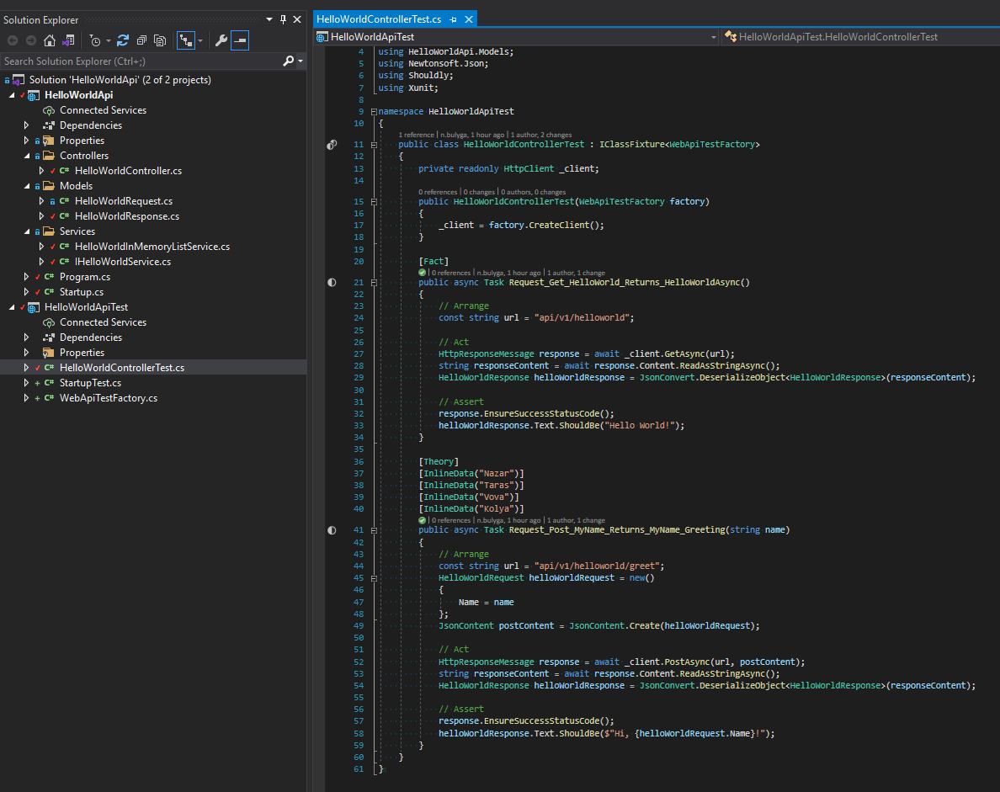 Solution Explorer
Search Solution Explorer (Ctrl+;)
Solution 'HelloWorldApi' (2 of 2 projects)
HelloWorldApi
Connected Services
Dependencies
Properties
Controllers
C# HelloWorldController.cs
Models
C# HelloWorldRequest.cs
C# HelloWorldResponse.cs
Services
C# HelloWorldInMemoryListService.cs
C# IHelloWorldService.cs
C# Program.cs
C# Startup.cs
HelloWorldApiTest
Connected Services
Dependencies
Properties
C# HelloWorldControllerTest.cs
+ C# StartupTest.cs
+ C# WebApiTestFactory.cs
HelloWorldControllerTest.cs
HelloWorldApiTest
HelloWorldApiTest.HelloWorldControllerTest
4 using HelloWorldApi.Models;
5 using Newtonsoft.Json;
6 using Shouldly;
7 using Xunit;
8
9 namespace HelloWorldApiTest
10 {
1 reference | n.bulyga, 1 hour ago | 1 author, 2 changes
11 public class HelloWorldControllerTest : IClassFixture<WebApiTestFactory>
12 {
13 private readonly HttpClient _client;
14
0 references | 0 changes | 0 authors, 0 changes
15 public HelloWorldControllerTest(WebApiTestFactory factory)
16 {
17 _client = factory.CreateClient();
18 }
19
20 [Fact]
0 references | n.bulyga, 1 hour ago | 1 author, 1 change
21 public async Task Request_Get_HelloWorld_Returns_HelloWorldAsync()
22 {
23 // Arrange
24 const string url = "api/v1/helloworld";
25
26 // Act
27 HttpResponseMessage response = await _client.GetAsync(url);
28 string responseContent = await response.Content.ReadAsStringAsync();
29 HelloWorldResponse helloWorldResponse = JsonConvert.DeserializeObject<HelloWorldResponse>(responseContent);
30
31 // Assert
32 response.EnsureSuccessStatusCode();
33 helloWorldResponse.Text.ShouldBe("Hello World!");
34 }
35
36 [Theory]
37 [InlineData("Nazar")]
38 [InlineData("Taras")]
39 [InlineData("Vova")]
40 [InlineData("Kolya")]
0 references | n.bulyga, 1 hour ago | 1 author, 1 change
41 public async Task Request_Post_MyName_Returns_MyName_Greeting(string name)
42 {
43 // Arrange
44 const string url = "api/v1/helloworld/greet";
45 HelloWorldRequest helloWorldRequest = new()
46 {
47 Name = name
48 };
49 JsonContent postContent = JsonContent.Create(helloWorldRequest);
50
51 // Act
52 HttpResponseMessage response = await _client.PostAsync(url, postContent);
53 string responseContent = await response.Content.ReadAsStringAsync();
54 HelloWorldResponse helloWorldResponse = JsonConvert.DeserializeObject<HelloWorldResponse>(responseContent);
55
56 // Assert
57 response.EnsureSuccessStatusCode();
58 helloWorldResponse.Text.ShouldBe($"Hi, {helloWorldRequest.Name}!");
59 }
60 }
61 }